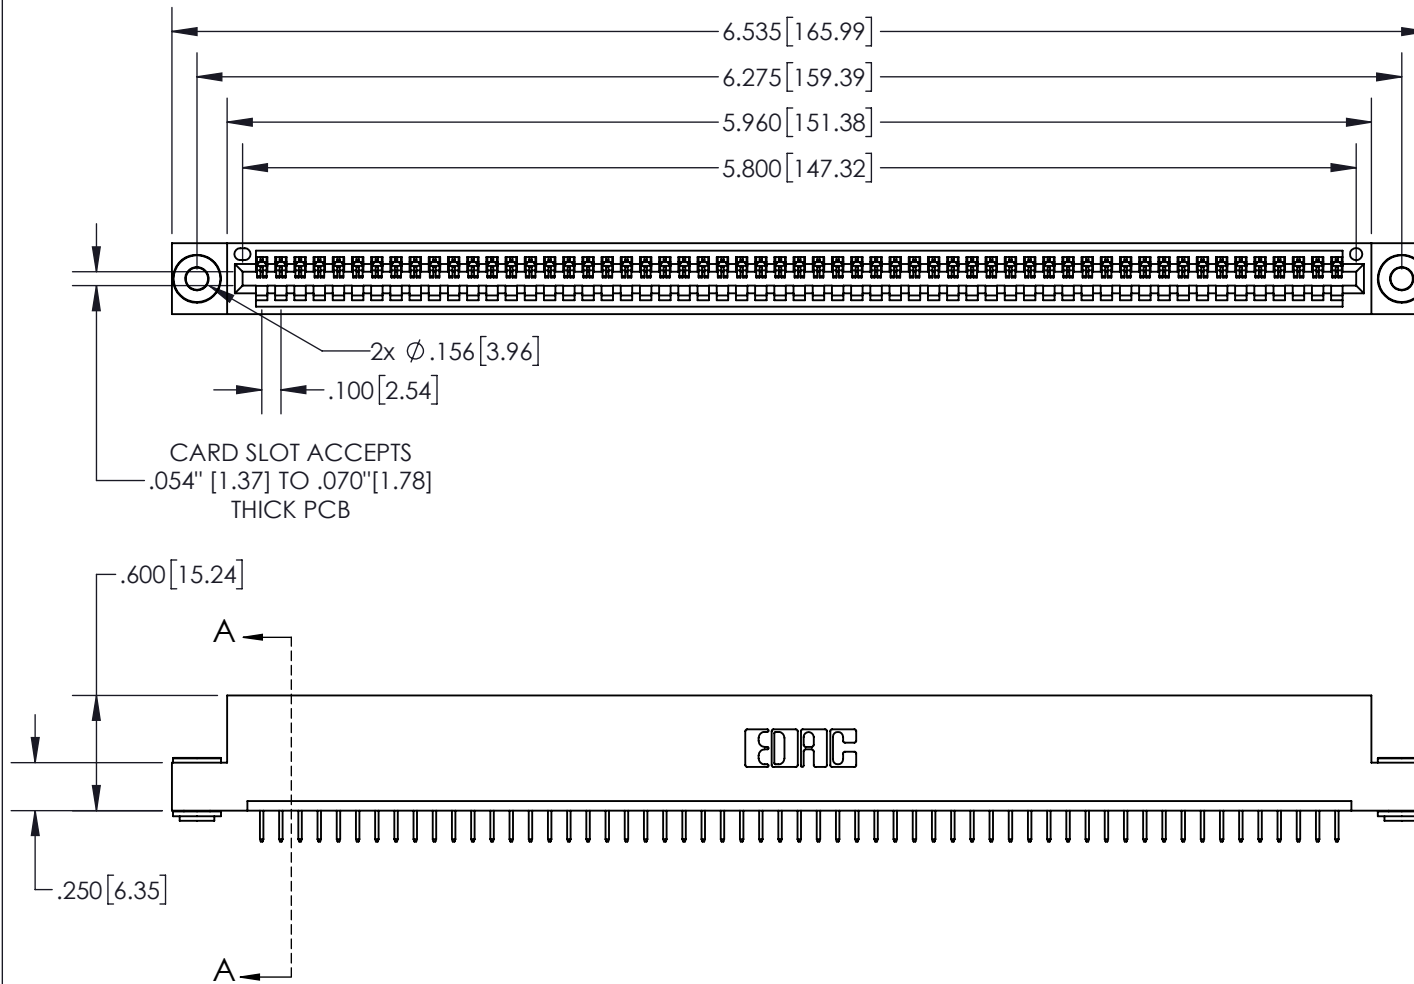 6.535[165.99]
6.275[159.39]
5.960[151.38]
5.800[147.32]
2x Ø.156[3.96]
.100[2.54]
CARD SLOT ACCEPTS
.054" [1.37] TO .070"[1.78]
THICK PCB
.600[15.24]
A
EDAC
.250[6.35]
A